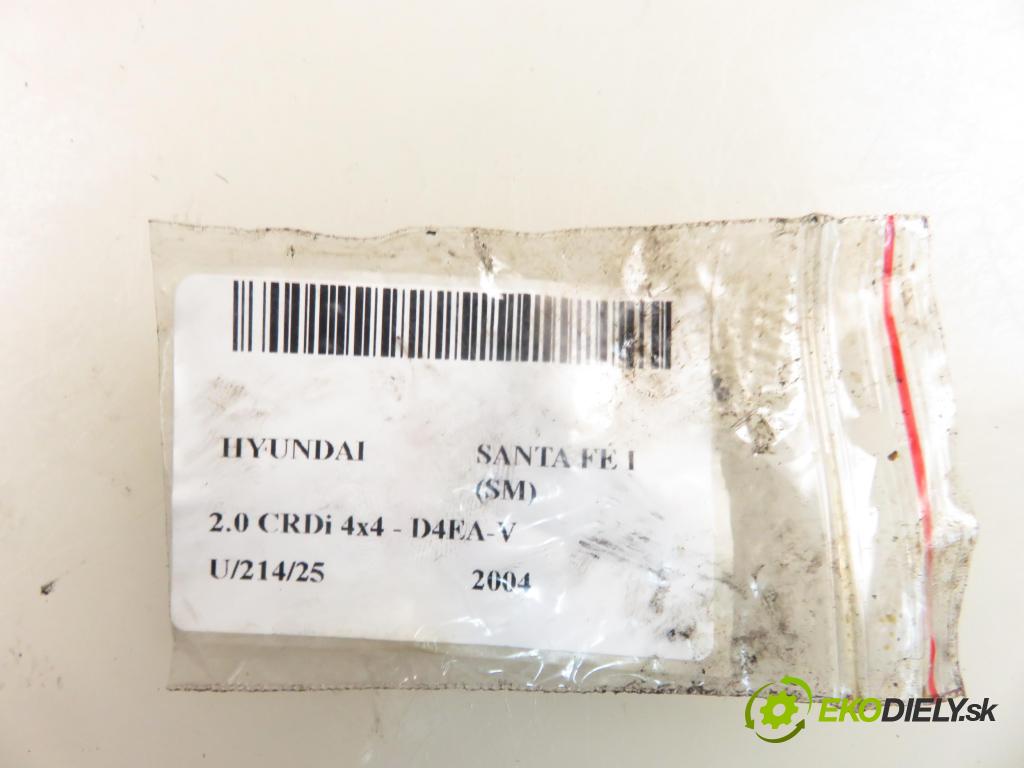 HYUNDAI SANTA FE I
(SM)
2.0 CRDi 4x4 - D4EA-V
U/214/25 2004
EKODIELY.sk